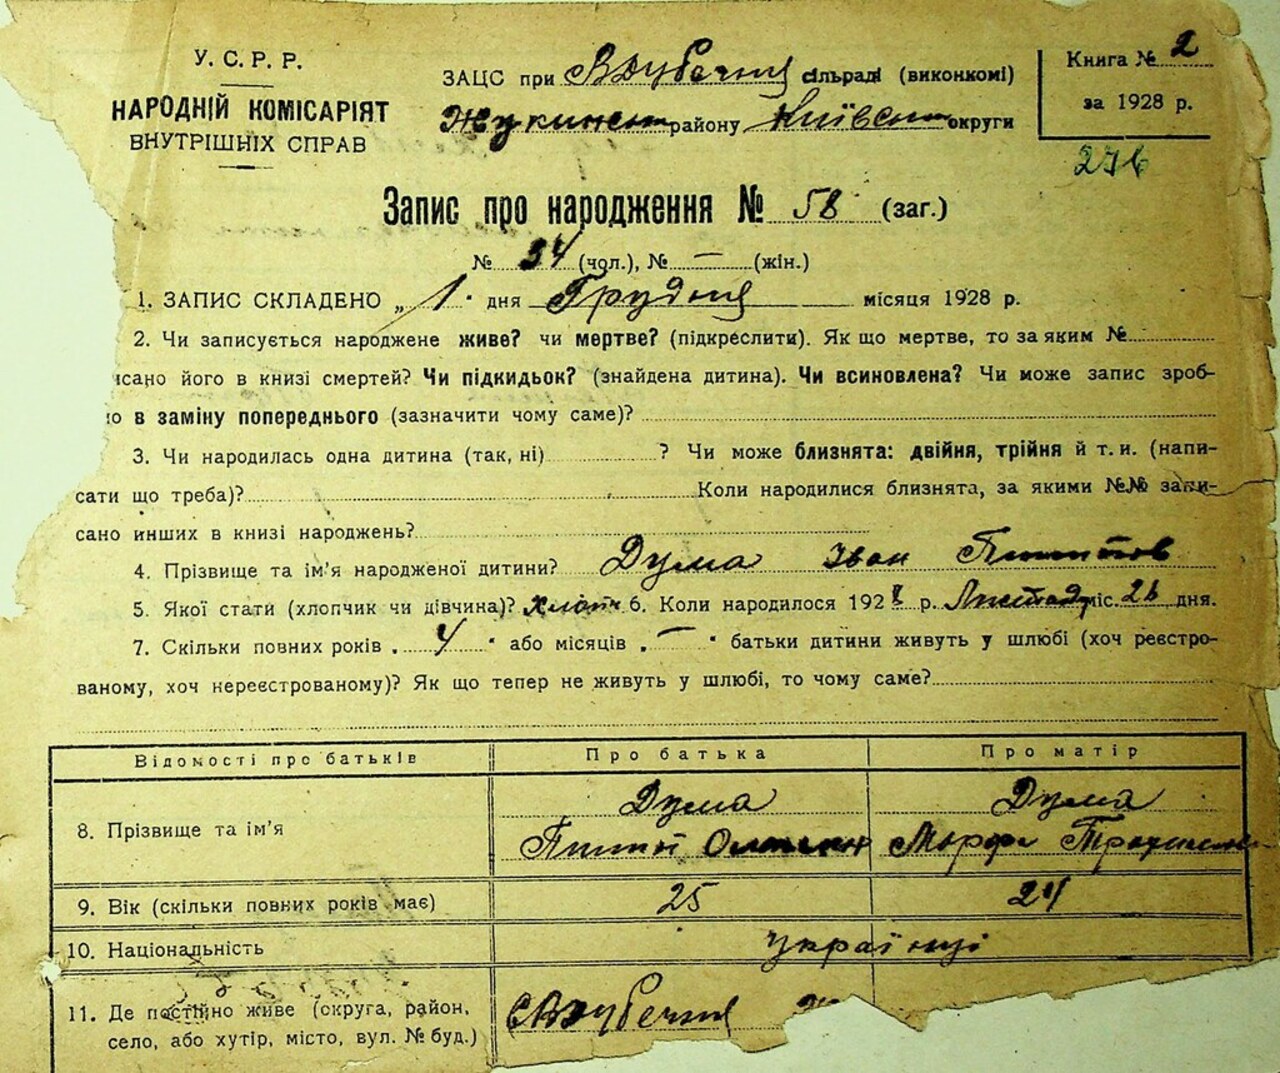 У. С. Р. Р.
НАРОДНІЙ КОМІСАРІЯТ
ВНУТРІШНІХ СПРАВ
ЗАЦС при сільраді (виконкомі)
району округи
Книга № 2
за 1928 р.
276
Запис про народження № 58 (заг.)
№ 34 (чол.), № — (жін.)
1. ЗАПИС СКЛАДЕНО „ 1 " дня Грудня місяця 1928 р.
2. Чи записується народжене живе? чи мертве? (підкреслити). Як що мертве, то за яким №
исано його в книзі смертей? Чи підкидьок? (знайдена дитина). Чи всиновлена? Чи може запис зроб-
но в заміну попереднього (зазначити чому саме)?
3. Чи народилась одна дитина (так, ні) ? Чи може близнята: двійня, трійня й т. и. (напи-
сати що треба)? Коли народилися близнята, за якими №№ запи-
сано инших в книзі народжень?
4. Прізвище та ім'я народженої дитини? Дума Іван
5. Якої стати (хлопчик чи дівчина)? хлопч 6. Коли народилося 1928 р. Листопад міс. 26 дня.
7. Скільки повних років „ 4 " або місяців „ — " батьки дитини живуть у шлюбі (хоч реєстро-
ваному, хоч нереєстрованому)? Як що тепер не живуть у шлюбі, то чому саме?
Відомості про батьків Про батька Про матір
8. Прізвище та ім'я Дума Дума
9. Вік (скільки повних років має) 25 24
10. Національність українці
11. Де постійно живе (округа, район,
село, або хутір, місто, вул. № буд.)